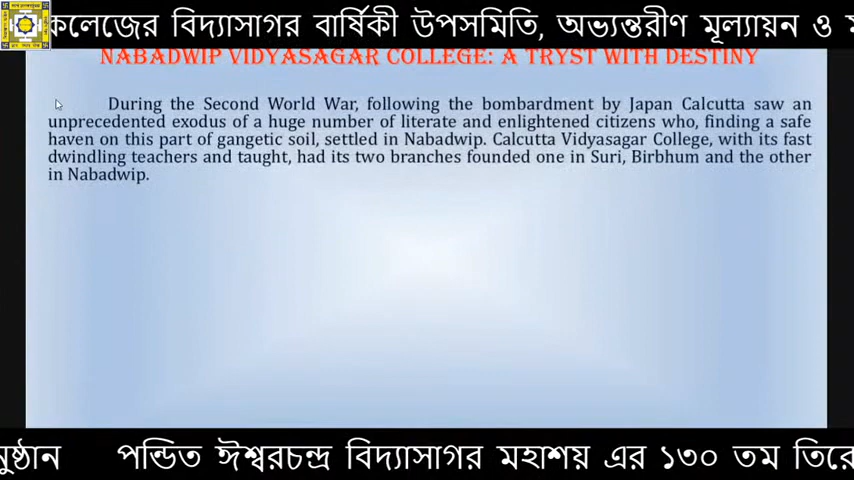 কলেজের বিদ্যাসাগর বার্ষিকী উপসমিতি, অভ্যন্তরীণ মূল্যায়ন ও
NABADWIP VIDYASAGAR COLLEGE: A TRYST WITH DESTINY
During the Second World War, following the bombardment by Japan Calcutta saw an
unprecedented exodus of a huge number of literate and enlightened citizens who, finding a safe
haven on this part of gangetic soil, settled in Nabadwip. Calcutta Vidyasagar College, with its fast
dwindling teachers and taught, had its two branches founded one in Suri, Birbhum and the other
in Nabadwip.
পন্ডিত ঈশ্বরচন্দ্র বিদ্যাসাগর মহাশয় এর ১৩০ তম